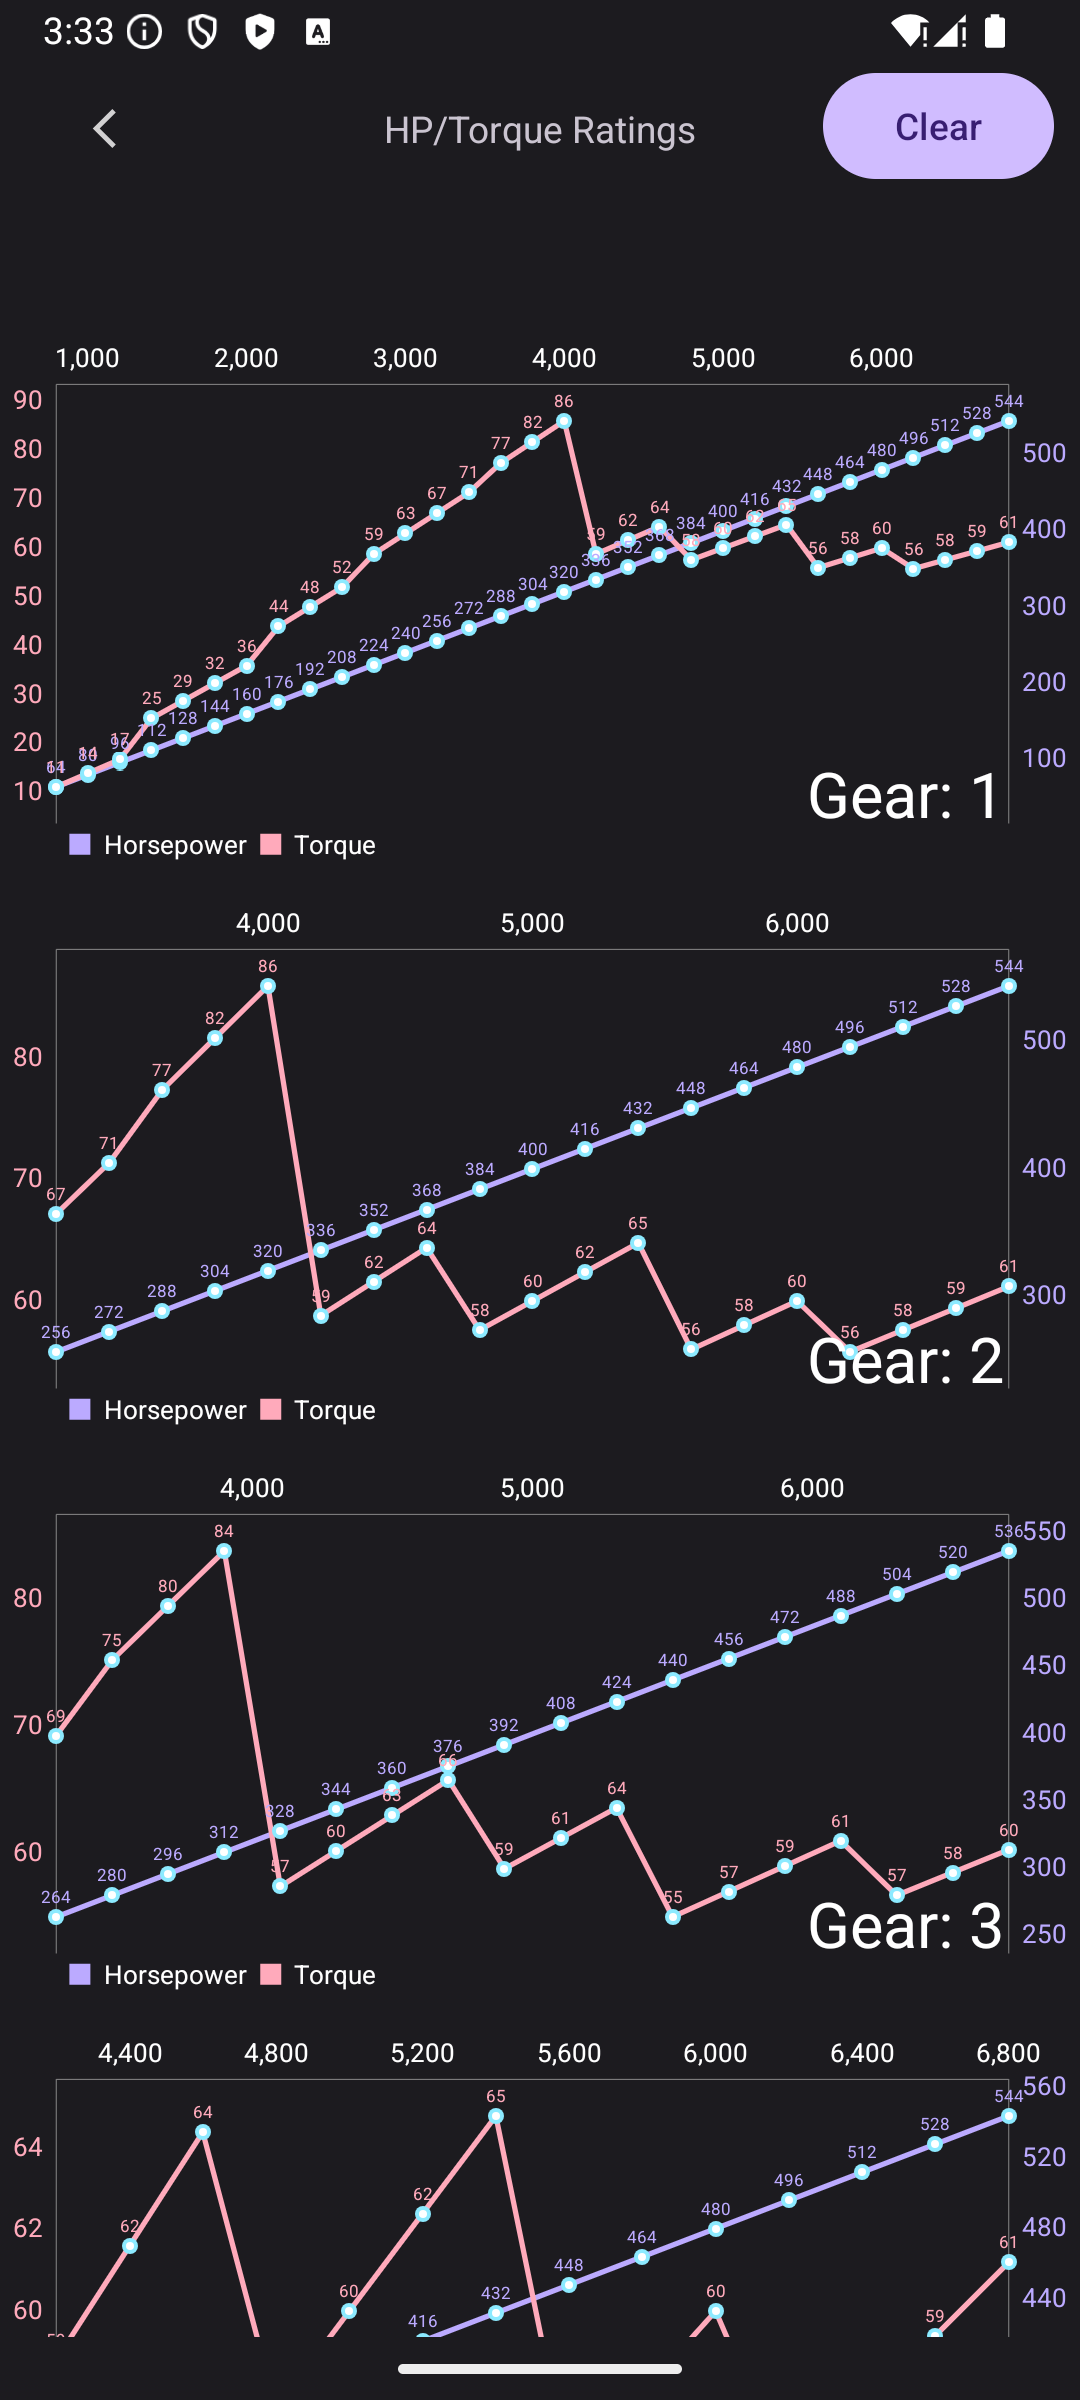 3:33
HP/Torque Ratings
Clear
1,000 2,000 3,000 4,000 5,000 6,000
90 80 70 60 50 40 30 20 10
500 400 300 200 100
14 17 25 29 32 36 44 48 52 59 63 67 71 77 82 86 59 62 64 58 60 62 65 56 58 60 56 58 59 61
64 80 96 112 128 144 160 176 192 208 224 240 256 272 288 304 320 336 352 368 384 400 416 432 448 464 480 496 512 528 544
Gear: 1
Horsepower Torque
4,000 5,000 6,000
80 70 60
500 400 300
67 71 77 82 86 59 62 64 58 60 62 65 56 58 60 56 58 59 61
256 272 288 304 320 336 352 368 384 400 416 432 448 464 480 496 512 528 544
Gear: 2
Horsepower Torque
4,000 5,000 6,000
80 70 60
550 500 450 400 350 300 250
69 75 80 84 57 60 63 66 59 61 64 55 57 59 61 57 58 60
264 280 296 312 328 344 360 376 392 408 424 440 456 472 488 504 520 536
Gear: 3
Horsepower Torque
4,400 4,800 5,200 5,600 6,000 6,400 6,800
64 62 60
560 520 480 440
62 64 60 62 65 60 59 61
416 432 448 464 480 496 512 528 544